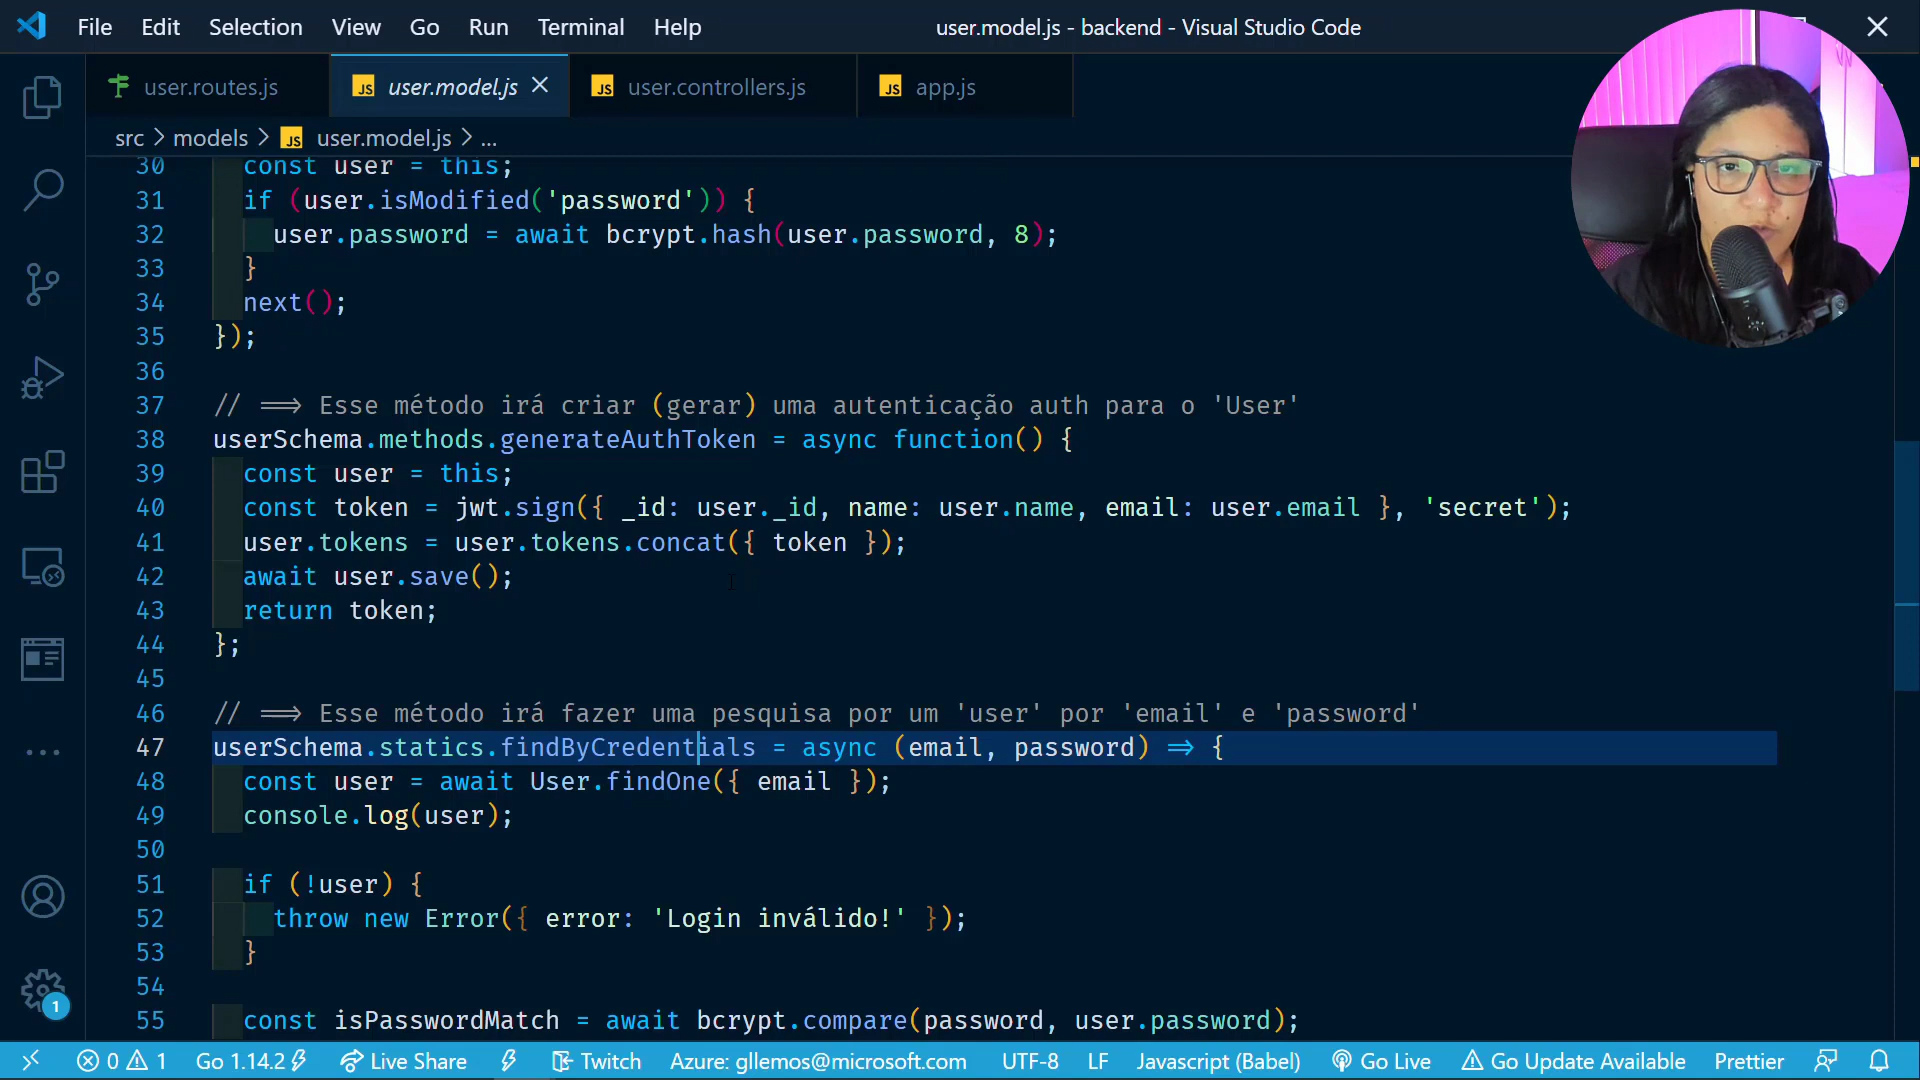 File Edit Selection View Go Run Terminal Help user.model.js - backend - Visual Studio Code
user.routes.js user.model.js user.controllers.js app.js
src > models > JS user.model.js > ...
30 const user = this;
31 if (user.isModified('password')) {
32 user.password = await bcrypt.hash(user.password, 8);
33 }
34 next();
35 });
36
37 // ==> Esse método irá criar (gerar) uma autenticação auth para o 'User'
38 userSchema.methods.generateAuthToken = async function() {
39 const user = this;
40 const token = jwt.sign({ _id: user._id, name: user.name, email: user.email }, 'secret');
41 user.tokens = user.tokens.concat({ token });
42 await user.save();
43 return token;
44 };
45
46 // ==> Esse método irá fazer uma pesquisa por um 'user' por 'email' e 'password'
47 userSchema.statics.findByCredentials = async (email, password) => {
48 const user = await User.findOne({ email });
49 console.log(user);
50
51 if (!user) {
52 throw new Error({ error: 'Login inválido!' });
53 }
54
55 const isPasswordMatch = await bcrypt.compare(password, user.password);
1
0 1 Go 1.14.2 Live Share Twitch Azure: gllemos@microsoft.com UTF-8 LF Javascript (Babel) Go Live Go Update Available Prettier